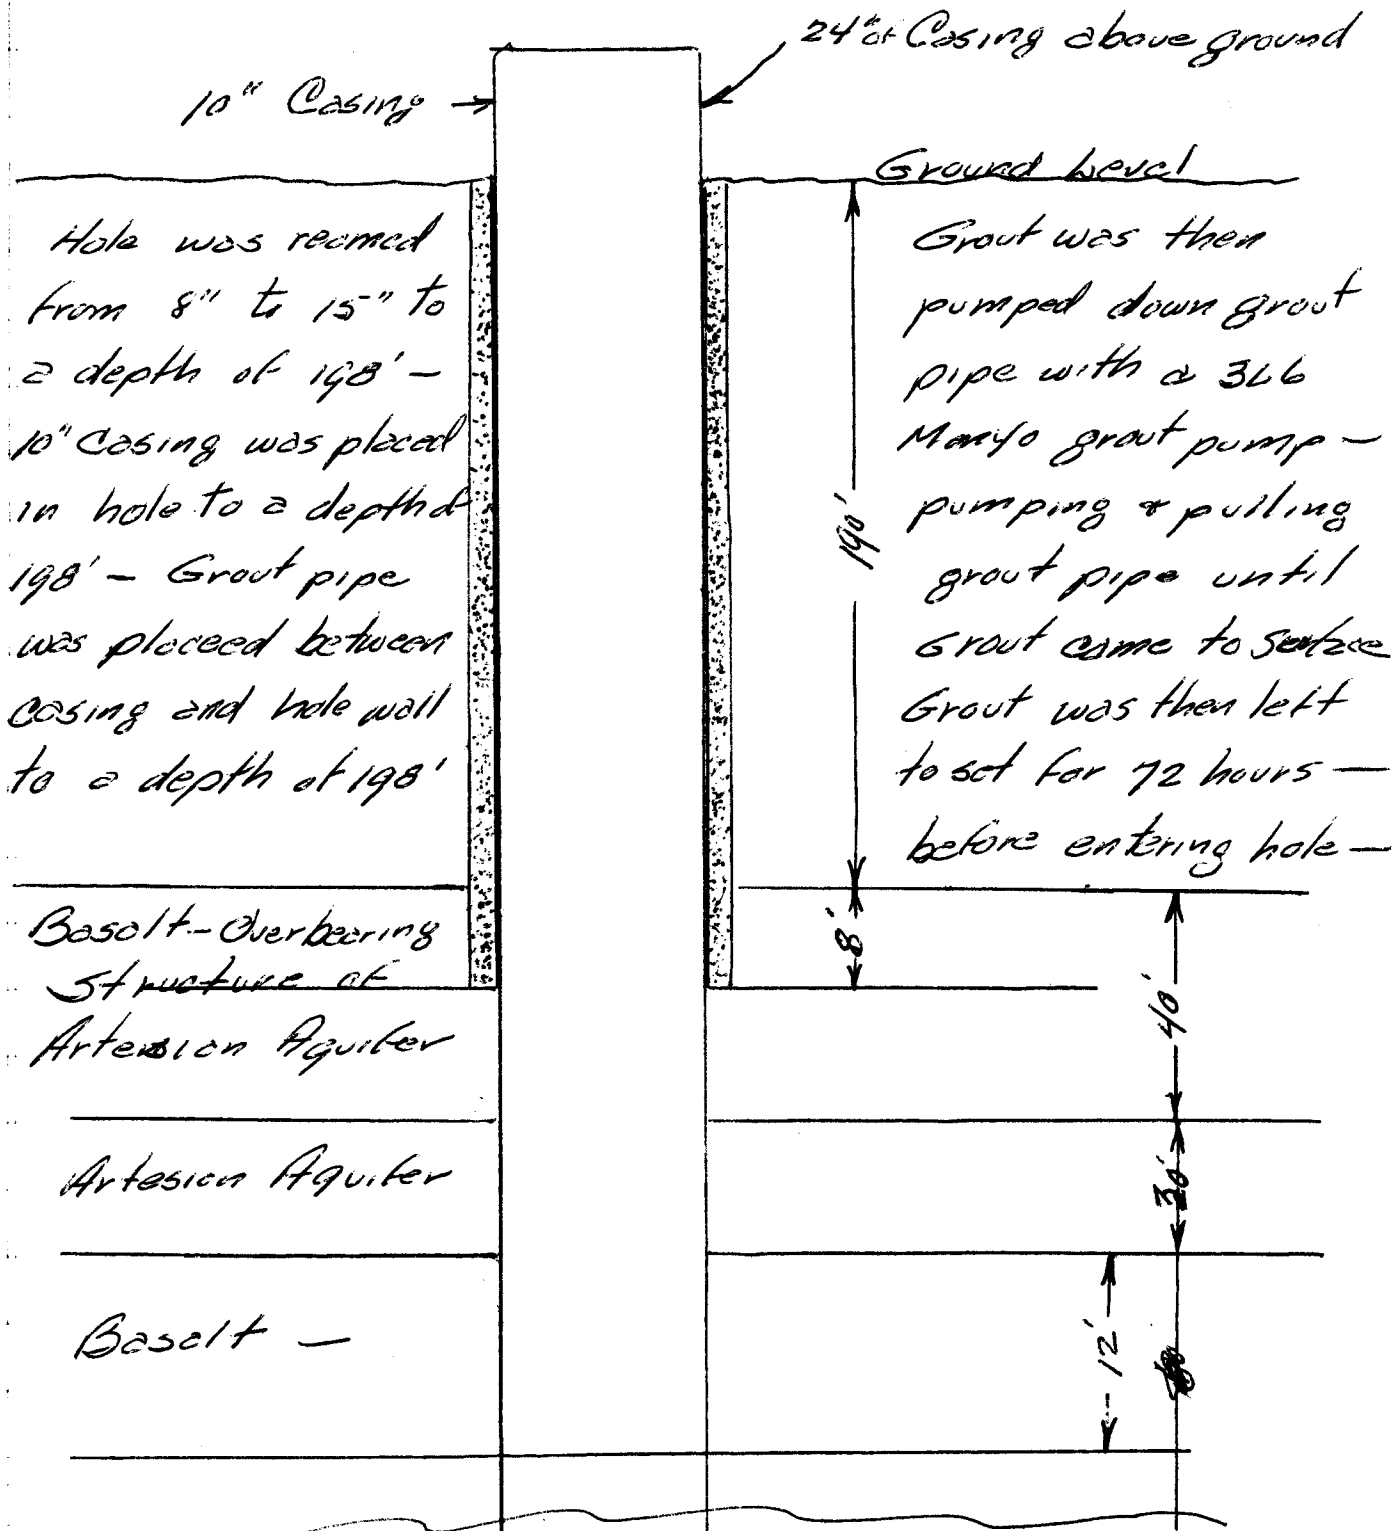 24" of Casing above ground
10" Casing
Ground Level
Hole was reamed
from 8" to 15" to
a depth of 198' -
10" Casing was placed
in hole to a depth of
198' - Grout pipe
was placeed between
casing and hole wall
to a depth of 198'
Grout was then
pumped down grout
pipe with a 3L6
grout pump -
pumping & pulling
grout pipe until
Grout came to Surface
Grout was then left
to set for 72 hours -
before entering hole -
190'
8'
Basalt - Overbearing
Structure of
Artesian Aquifer
40'
Artesian Aquifer
30'
Basalt -
12'